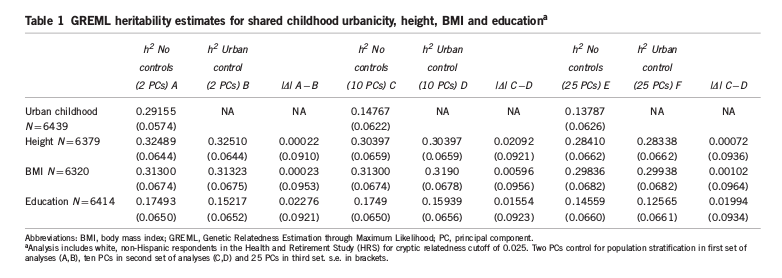 Table 1 GREML heritability estimates for shared childhood urbanicity, height, BMI and educationᵃ
h² No controls (2 PCs) A h² Urban control (2 PCs) B |Δ| A−B h² No controls (10 PCs) C h² Urban control (10 PCs) D |Δ| C−D h² No controls (25 PCs) E h² Urban control (25 PCs) F |Δ| C−D
Urban childhood 0.29155 NA NA 0.14767 NA NA 0.13787 NA NA
N=6439 (0.0574) (0.0622) (0.0626)
Height N=6379 0.32489 0.32510 0.00022 0.30397 0.30397 0.02092 0.28410 0.28338 0.00072
(0.0644) (0.0644) (0.0910) (0.0659) (0.0659) (0.0921) (0.0662) (0.0662) (0.0936)
BMI N=6320 0.31300 0.31323 0.00023 0.31300 0.3190 0.00596 0.29836 0.29938 0.00102
(0.0674) (0.0675) (0.0953) (0.0674) (0.0678) (0.0956) (0.0682) (0.0682) (0.0964)
Education N=6414 0.17493 0.15217 0.02276 0.1749 0.15939 0.01554 0.14559 0.12565 0.01994
(0.0650) (0.0652) (0.0921) (0.0650) (0.0656) (0.0923) (0.0660) (0.0661) (0.0934)
Abbreviations: BMI, body mass index; GREML, Genetic Relatedness Estimation through Maximum Likelihood; PC, principal component.
ᵃAnalysis includes white, non-Hispanic respondents in the Health and Retirement Study (HRS) for cryptic relatedness cutoff of 0.025. Two PCs control for population stratification in first set of
analyses (A,B), ten PCs in second set of analyses (C,D) and 25 PCs in third set. s.e. in brackets.